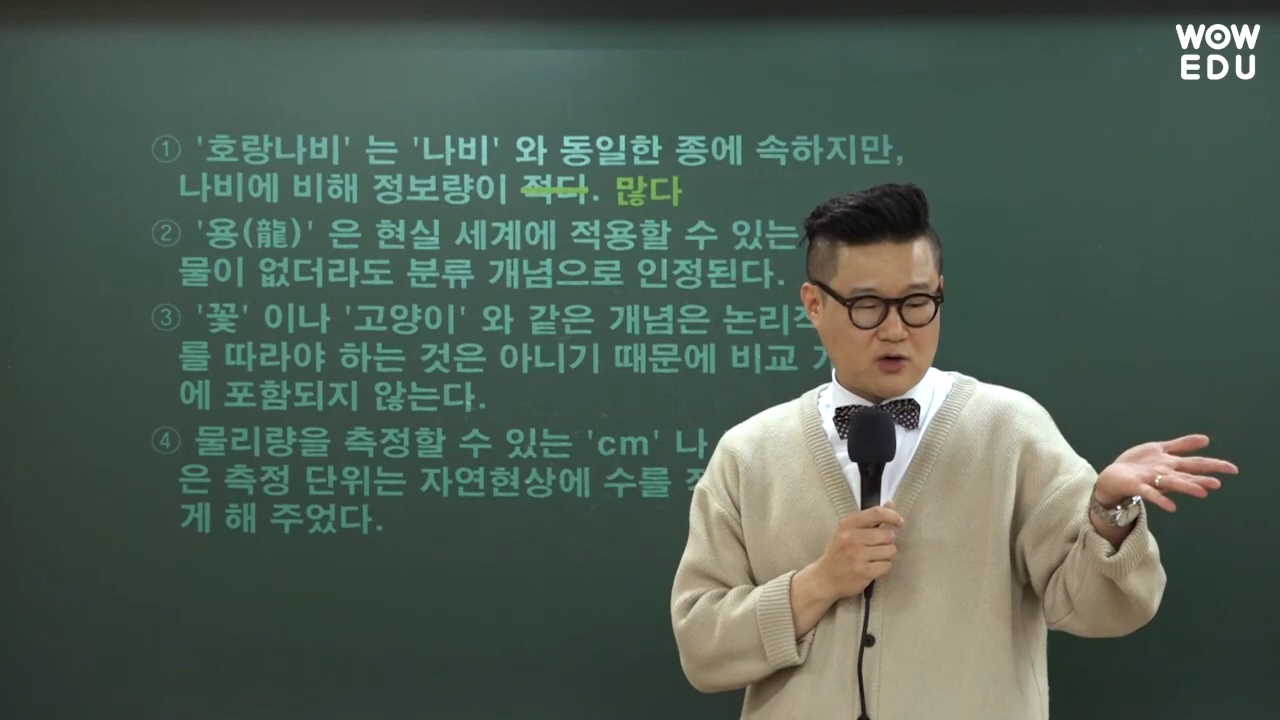 WOW
EDU
① '호랑나비' 는 '나비' 와 동일한 종에 속하지만,
나비에 비해 정보량이 적다. 많다
② '용(龍)' 은 현실 세계에 적용할 수 있는
물이 없더라도 분류 개념으로 인정된다.
③ '꽃' 이나 '고양이' 와 같은 개념은
를 따라야 하는 것은 아니기 때문에 비교
에 포함되지 않는다.
④ 물리량을 측정할 수 있는 'cm' 나
은 측정 단위는 자연현상에 수를
게 해 주었다.